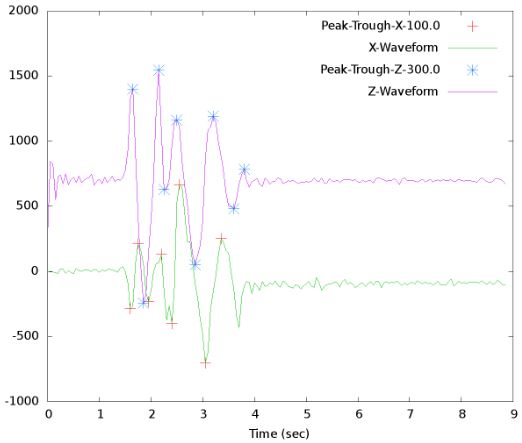 2000
Peak-Trough-X-100.0
X-Waveform
Peak-Trough-Z-300.0
Z-Waveform
1500
1000
500
0
-500
-1000
0 1 2 3 4 5 6 7 8 9
Time (sec)